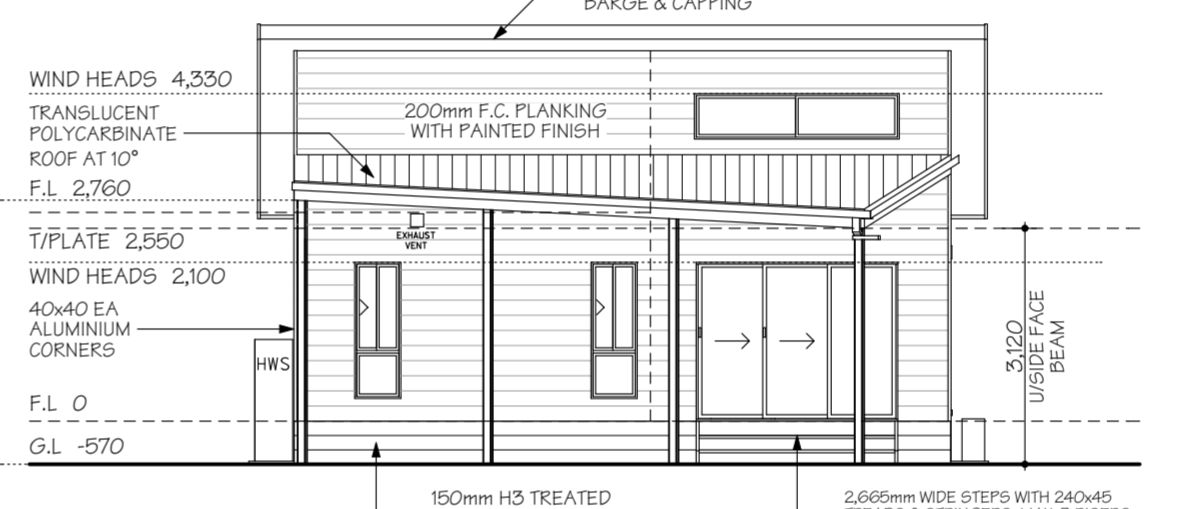 BARGE & CAPPING
WIND HEADS 4,330
TRANSLUCENT
POLYCARBINATE
ROOF AT 10°
200mm F.C. PLANKING
WITH PAINTED FINISH
F.L 2,760
T/PLATE 2,550
EXHAUST
VENT
WIND HEADS 2,100
40x40 EA
ALUMINIUM
CORNERS
HWS
3,120
U/SIDE FACE
BEAM
F.L 0
G.L -570
150mm H3 TREATED
2,665mm WIDE STEPS WITH 240x45